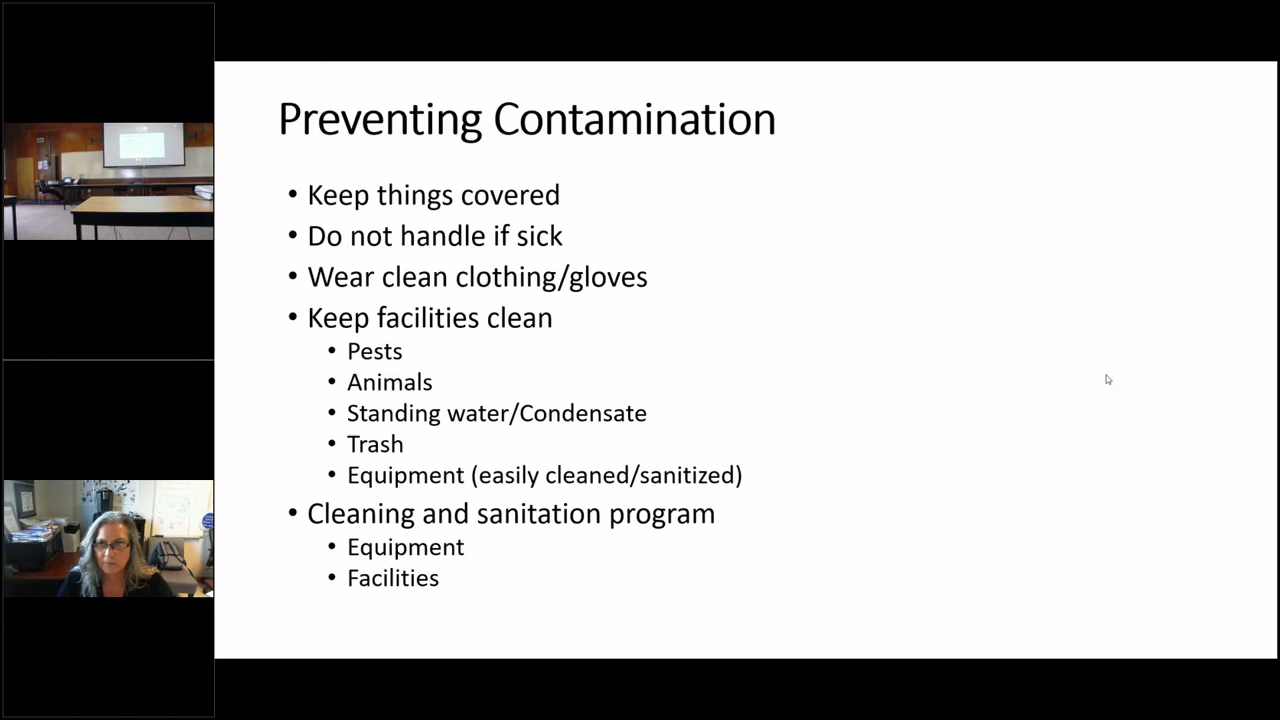 Preventing Contamination
• Keep things covered
• Do not handle if sick
• Wear clean clothing/gloves
• Keep facilities clean
• Pests
• Animals
• Standing water/Condensate
• Trash
• Equipment (easily cleaned/sanitized)
• Cleaning and sanitation program
• Equipment
• Facilities